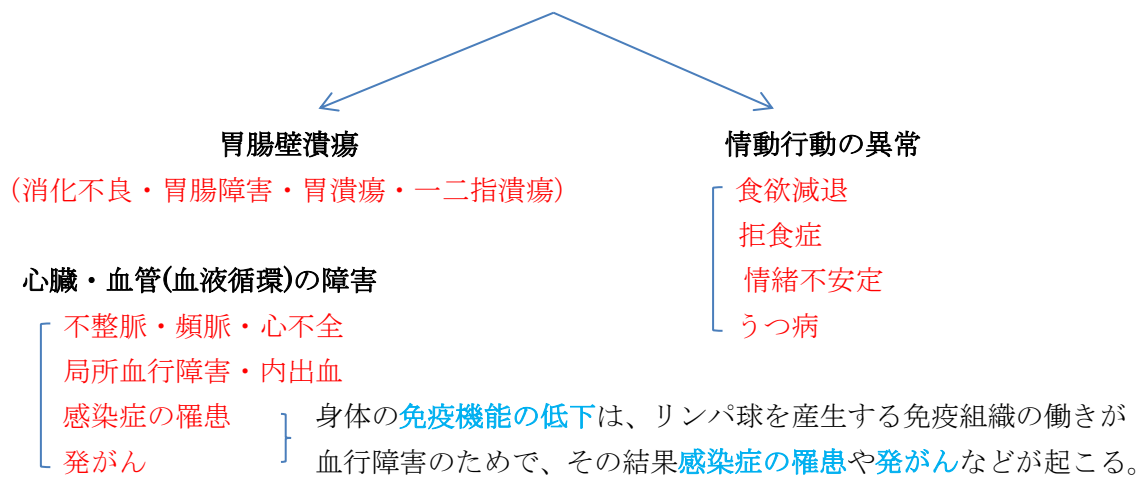 胃腸壁潰瘍
(消化不良・胃腸障害・胃潰瘍・一二指潰瘍)
心臓・血管(血液循環)の障害
不整脈・頻脈・心不全
局所血行障害・内出血
感染症の罹患
発がん
身体の免疫機能の低下は、リンパ球を産生する免疫組織の働きが
血行障害のためで、その結果感染症の罹患や発がんなどが起こる。
情動行動の異常
食欲減退
拒食症
情緒不安定
うつ病